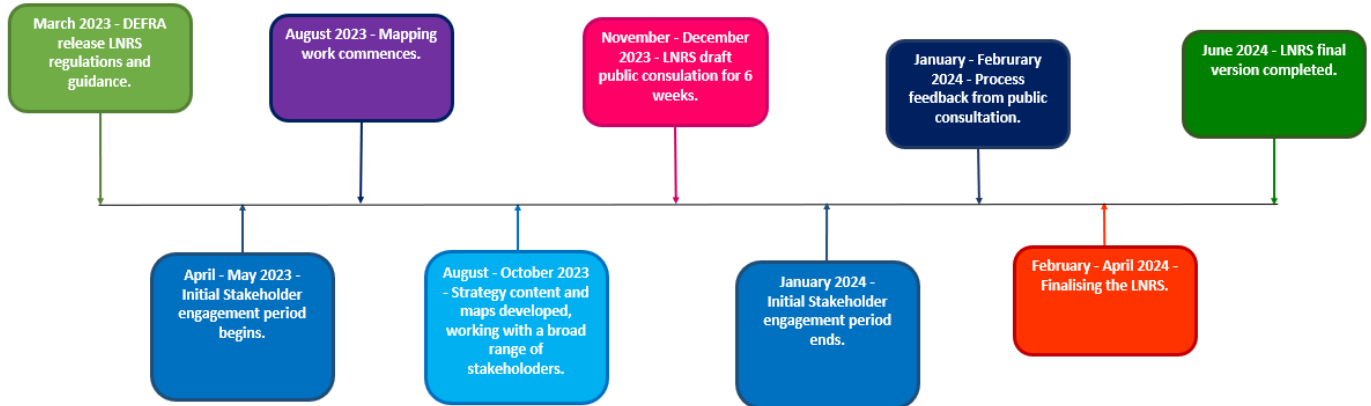 March 2023 - DEFRA
release LNRS
regulations and
guidance.
August 2023 - Mapping
work commences.
November - December
2023 - LNRS draft
public consulation for 6
weeks.
January - Februrary
2024 - Process
feedback from public
consultation.
June 2024 - LNRS final
version completed.
April - May 2023 -
Initial Stakeholder
engagement period
begins.
August - October 2023
- Strategy content and
maps developed,
working with a broad
range of
stakeholoders.
January 2024 -
Initial Stakeholder
engagement period
ends.
February - April 2024 -
Finalising the LNRS.